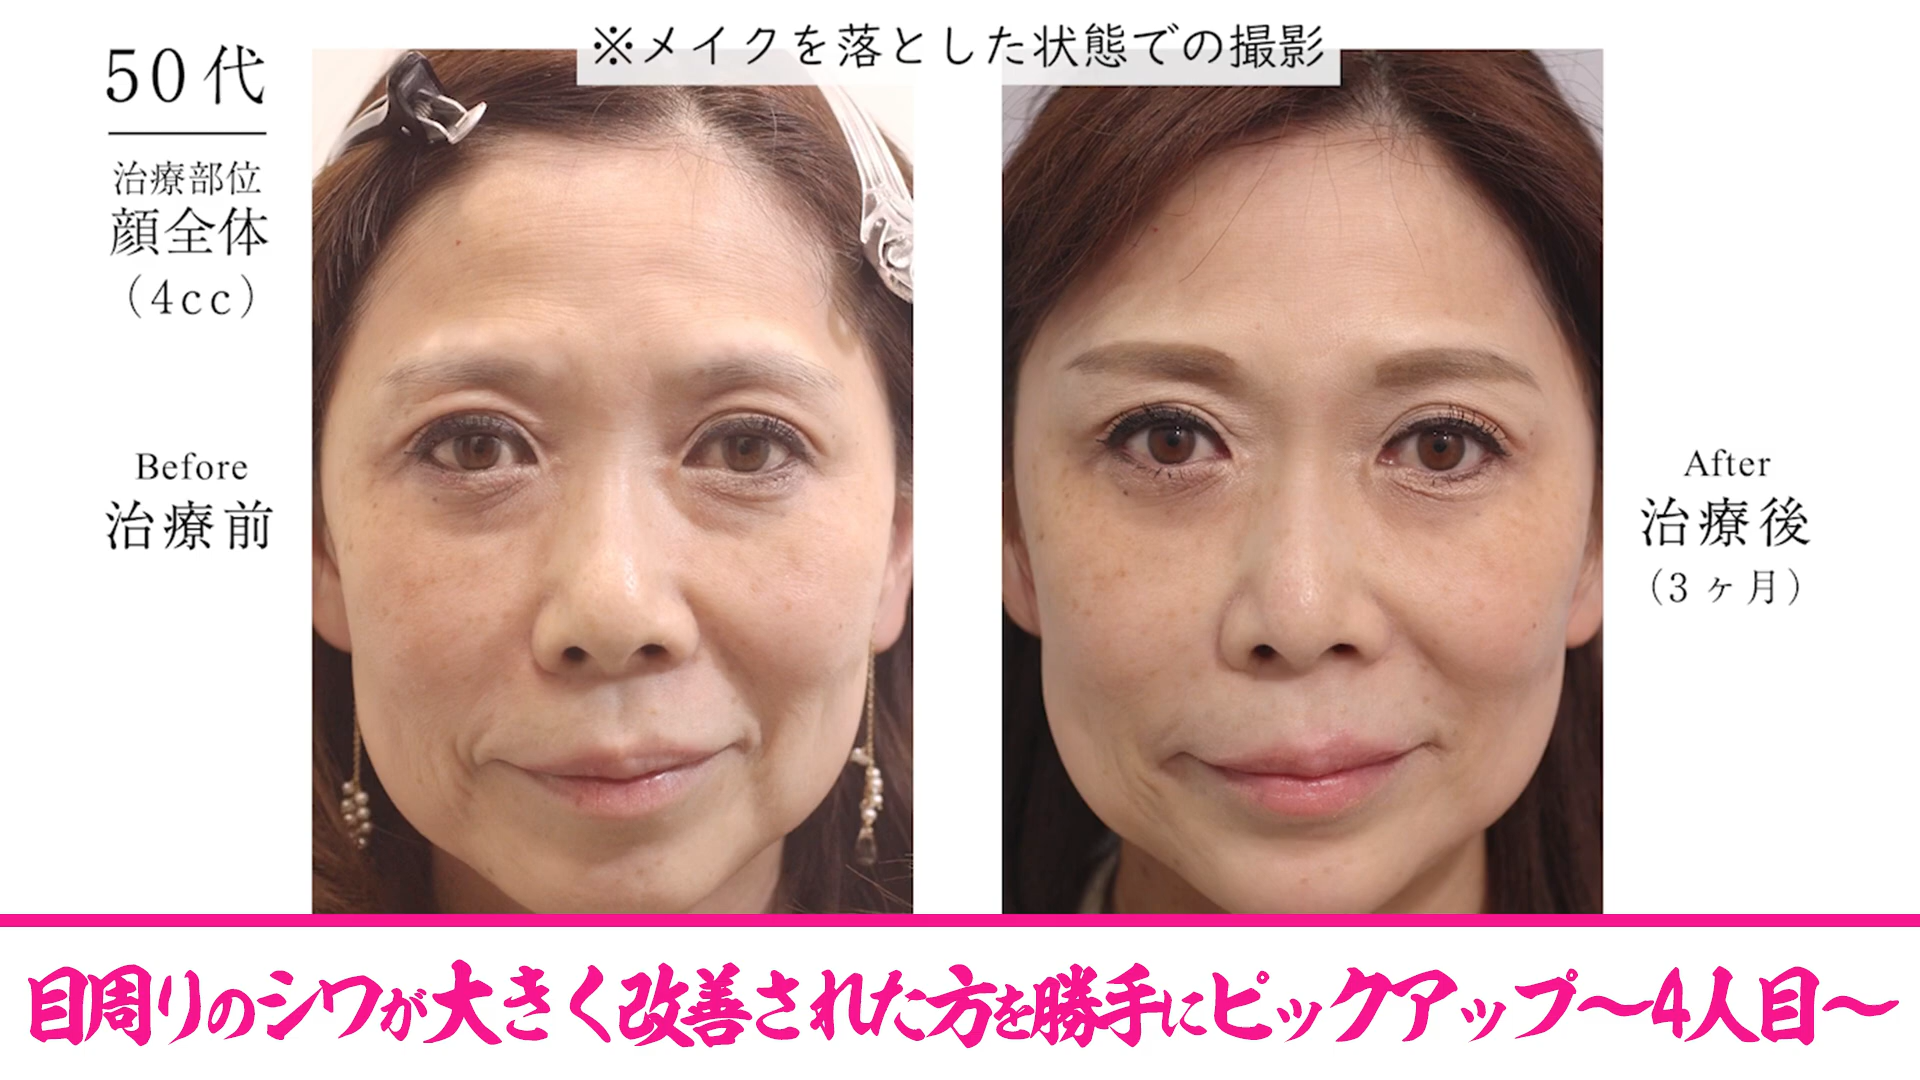 ※メイクを落とした状態での撮影
50代
治療部位
顔全体
（4cc）
Before
治療前
After
治療後
（3ヶ月）
目周りのシワが大きく改善された方を勝手にピックアップ〜4人目〜